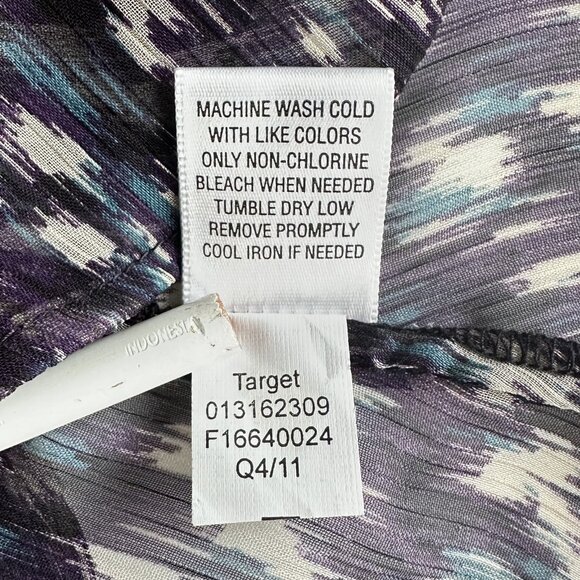 MACHINE WASH COLD
WITH LIKE COLORS
ONLY NON-CHLORINE
BLEACH WHEN NEEDED
TUMBLE DRY LOW
REMOVE PROMPTLY
COOL IRON IF NEEDED
INDONESIA
Target
013162309
F16640024
Q4/11